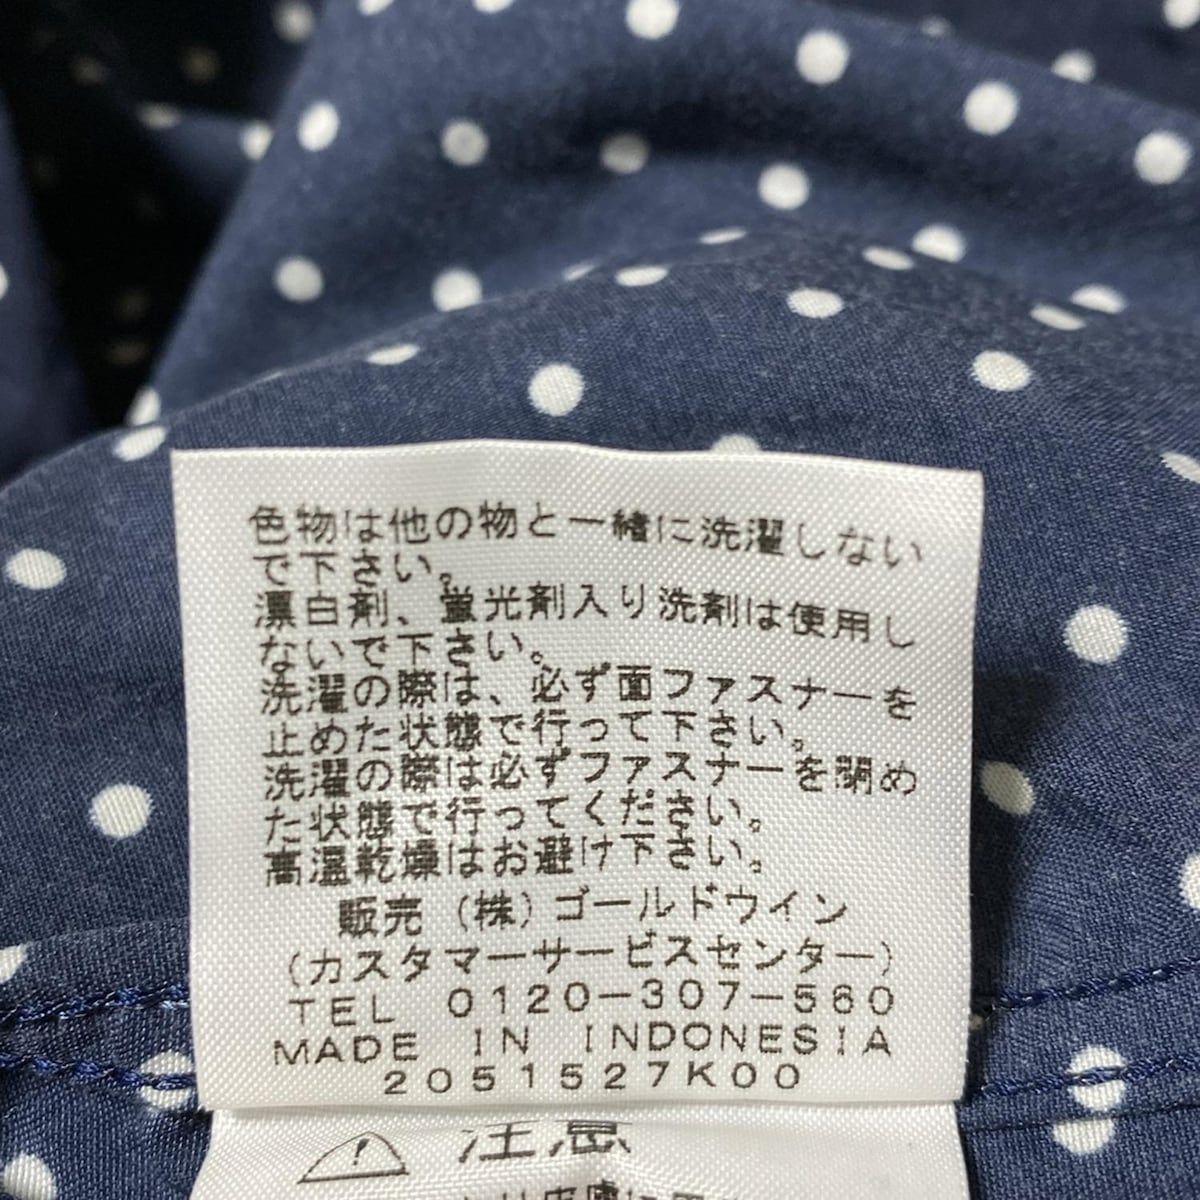 色物は他の物と一緒に洗濯しない
で下さい。
漂白剤、蛍光剤入り洗剤は使用し
ないで下さい。
洗濯の際は、必ず面ファスナーを
止めた状態で行って下さい。
洗濯の際は必ずファスナーを閉め
た状態で行ってください。
高温乾燥はお避け下さい。
販売（株）ゴールドウイン
（カスタマーサービスセンター）
TEL 0120-307-560
MADE IN INDONESIA
2051527K00
注意